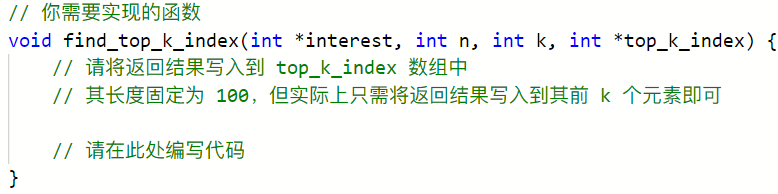 // 你需要实现的函数
void find_top_k_index(int *interest, int n, int k, int *top_k_index) {
    // 请将返回结果写入到 top_k_index 数组中
    // 其长度固定为 100，但实际上只需将返回结果写入到其前 k 个元素即可
    // 请在此处编写代码
}